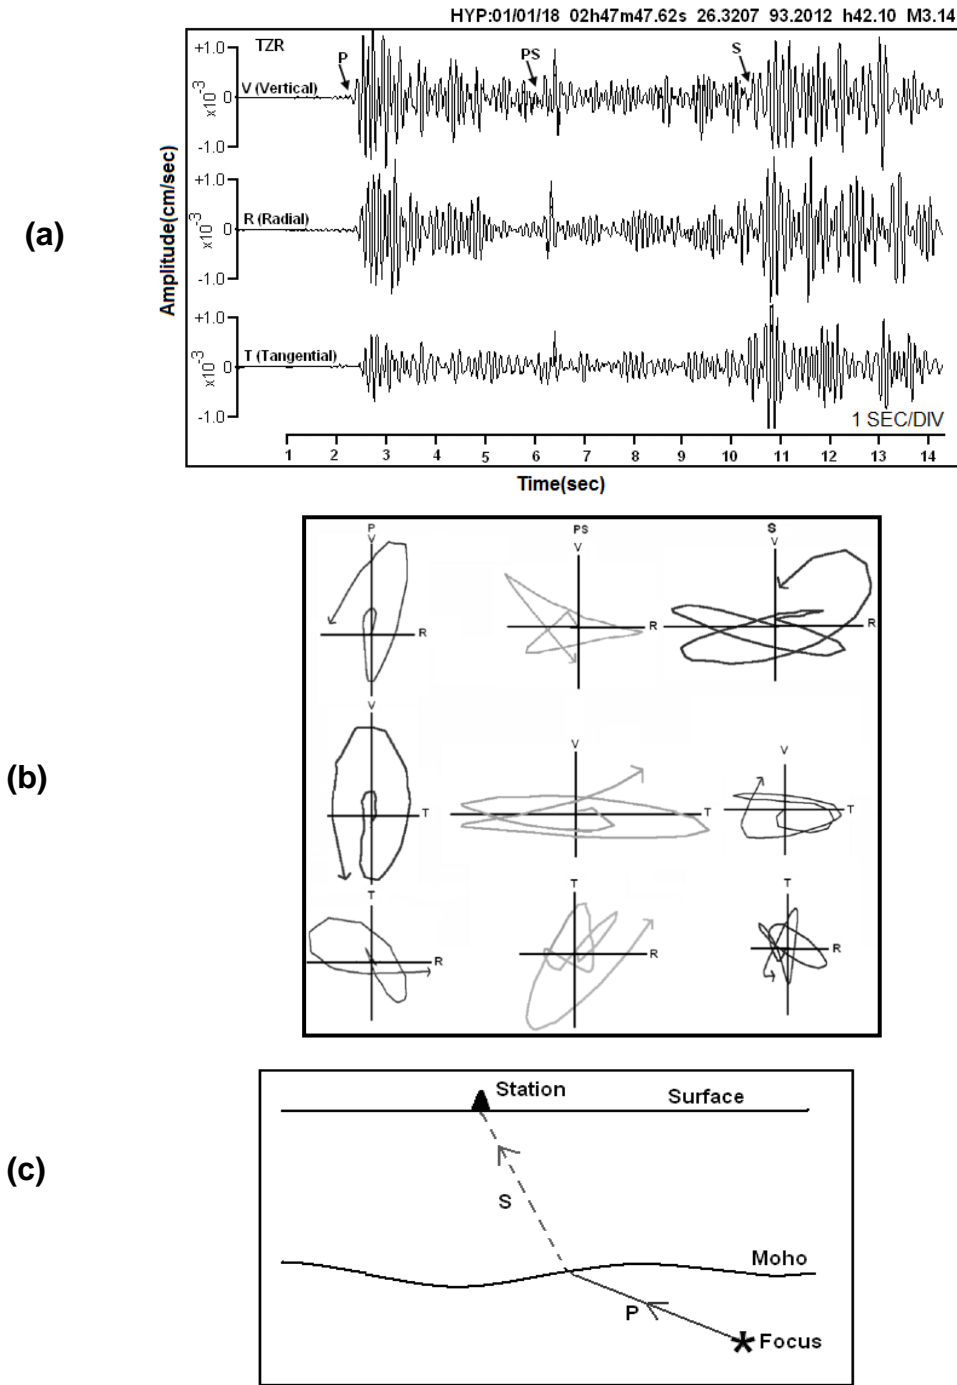 HYP:01/01/18 02h47m47.62s 26.3207 93.2012 h42.10 M3.14
(a)
Amplitude(cm/sec)
TZR
P
PS
S
+1.0
x10-3 0
-1.0
V (Vertical)
+1.0
x10-3 0
-1.0
R (Radial)
+1.0
x10-3 0
-1.0
T (Tangential)
1 SEC/DIV
1 2 3 4 5 6 7 8 9 10 11 12 13 14
Time(sec)
(b)
P PS S
V V V
R R R
V V V
T T T
T T T
R R R
(c)
Station
Surface
S
Moho
P
Focus